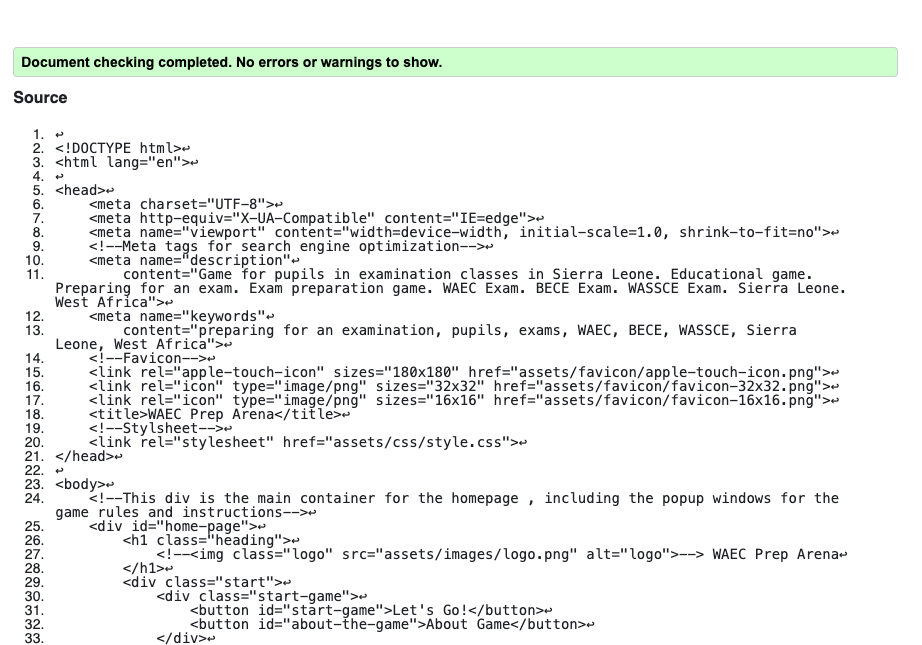 Document checking completed. No errors or warnings to show.
Source
1. ↩
2. <!DOCTYPE html>↩
3. <html lang="en">↩
4. ↩
5. <head>↩
6.     <meta charset="UTF-8">↩
7.     <meta http-equiv="X-UA-Compatible" content="IE=edge">↩
8.     <meta name="viewport" content="width=device-width, initial-scale=1.0, shrink-to-fit=no">↩
9.     <!--Meta tags for search engine optimization-->↩
10.     <meta name="description"↩
11.         content="Game for pupils in examination classes in Sierra Leone. Educational game.
Preparing for an exam. Exam preparation game. WAEC Exam. BECE Exam. WASSCE Exam. Sierra Leone.
West Africa">↩
12.     <meta name="keywords"↩
13.         content="preparing for an examination, pupils, exams, WAEC, BECE, WASSCE, Sierra
Leone, West Africa">↩
14.     <!--Favicon-->↩
15.     <link rel="apple-touch-icon" sizes="180x180" href="assets/favicon/apple-touch-icon.png">↩
16.     <link rel="icon" type="image/png" sizes="32x32" href="assets/favicon/favicon-32x32.png">↩
17.     <link rel="icon" type="image/png" sizes="16x16" href="assets/favicon/favicon-16x16.png">↩
18.     <title>WAEC Prep Arena</title>↩
19.     <!--Stylsheet-->↩
20.     <link rel="stylesheet" href="assets/css/style.css">↩
21. </head>↩
22. ↩
23. <body>↩
24.     <!--This div is the main container for the homepage , including the popup windows for the
game rules and instructions-->↩
25.     <div id="home-page">↩
26.         <h1 class="heading">↩
27.             <!--<img class="logo" src="assets/images/logo.png" alt="logo">--> WAEC Prep Arena↩
28.         </h1>↩
29.         <div class="start">↩
30.             <div class="start-game">↩
31.                 <button id="start-game">Let's Go!</button>↩
32.                 <button id="about-the-game">About Game</button>↩
33.             </div>↩